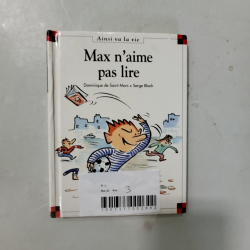 Ainsi va la vie
Max n'aime
pas lire
Dominique de Saint Mars • Serge Bloch
3